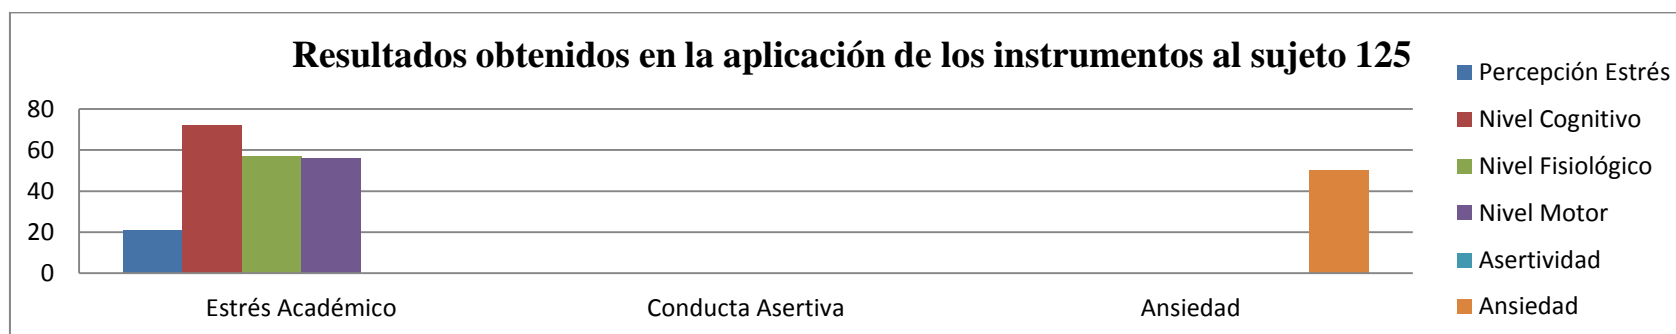 Resultados obtenidos en la aplicación de los instrumentos al sujeto 125
80
60
40
20
0
Estrés Académico
Conducta Asertiva
Ansiedad
Percepción Estrés
Nivel Cognitivo
Nivel Fisiológico
Nivel Motor
Asertividad
Ansiedad